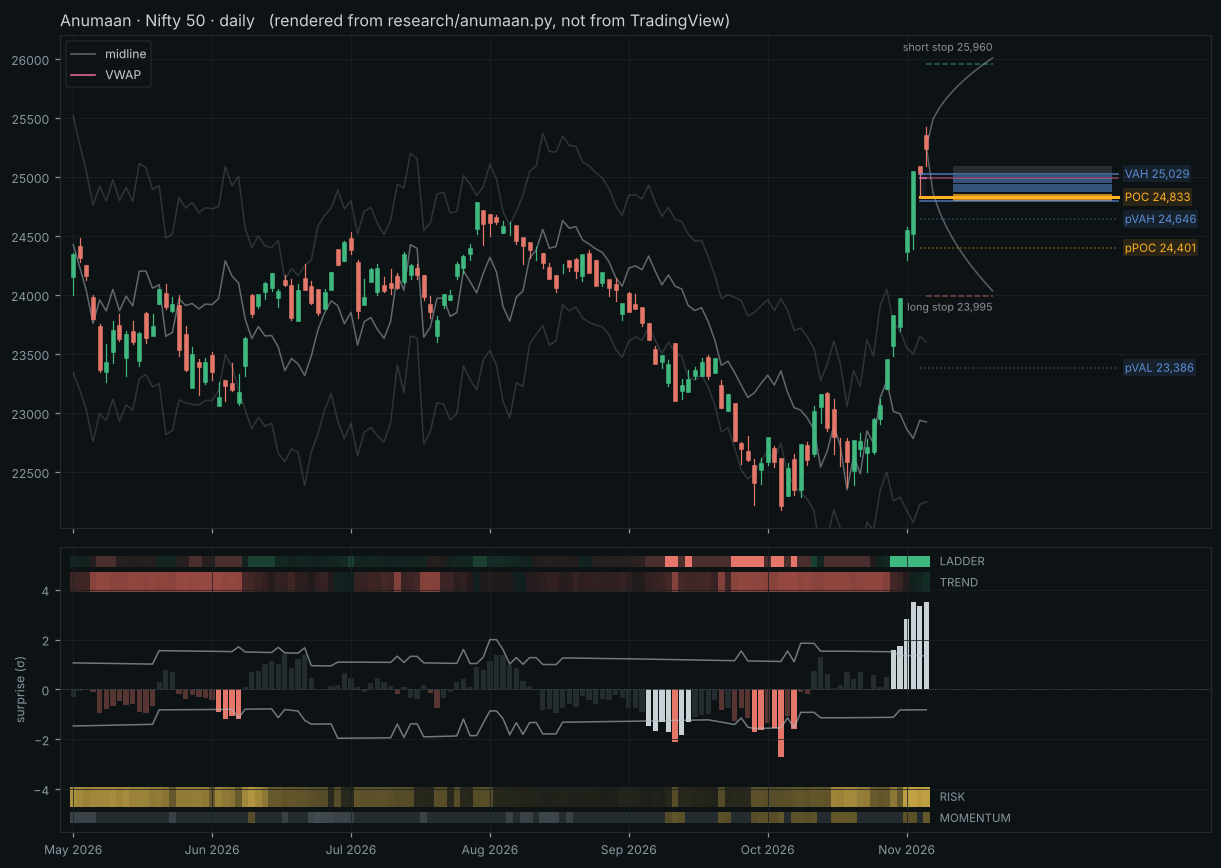 Anumaan · Nifty 50 · daily   (rendered from research/anumaan.py, not from TradingView)
midline
VWAP
26000
25500
25000
24500
24000
23500
23000
22500
short stop 25,960
VAH 25,029
POC 24,833
pVAH 24,646
pPOC 24,401
long stop 23,995
pVAL 23,386
LADDER
TREND
surprise (σ)
4
2
0
−2
−4
RISK
MOMENTUM
May 2026
Jun 2026
Jul 2026
Aug 2026
Sep 2026
Oct 2026
Nov 2026